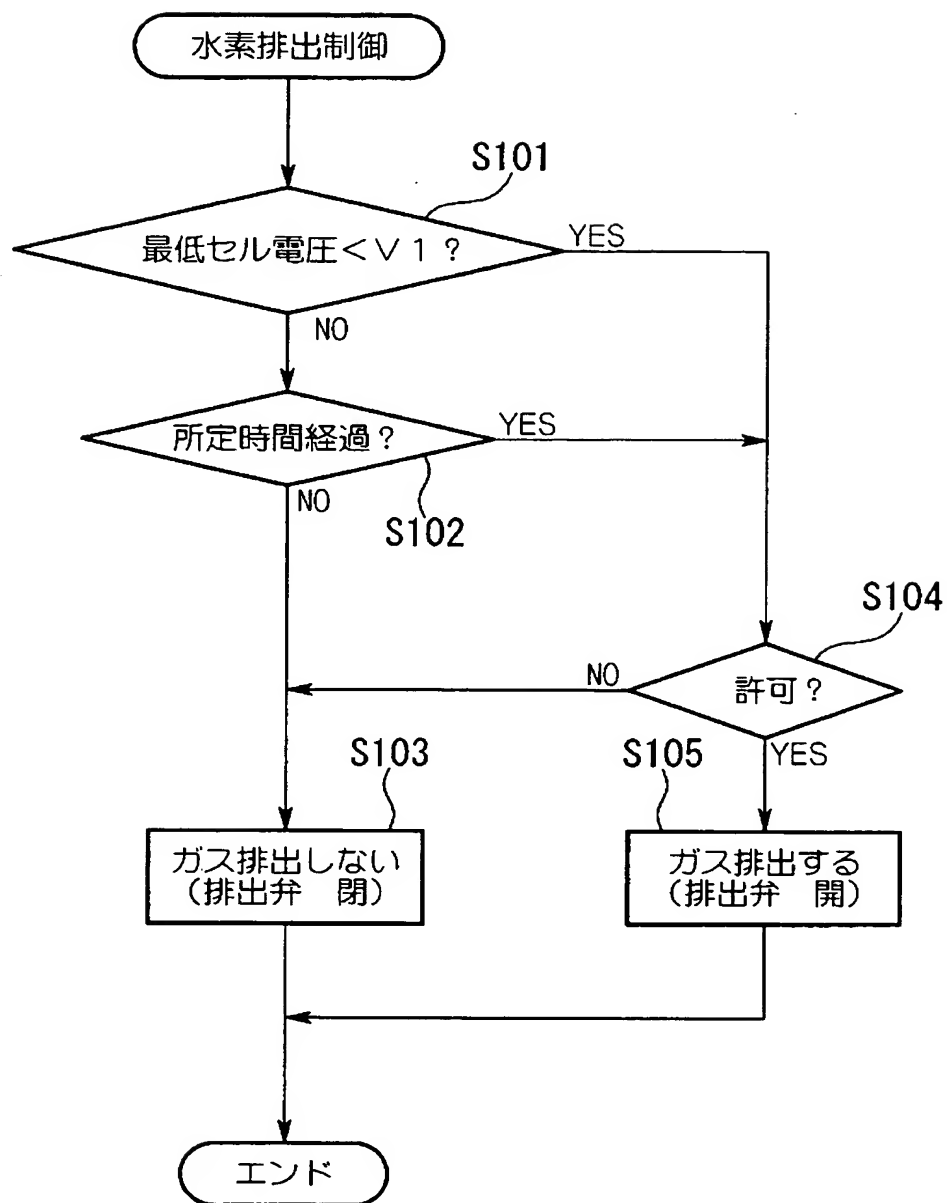 水素排出制御
S101
最低セル電圧<V1?
YES
NO
所定時間経過?
YES
NO
S102
S104
許可?
NO
YES
S103
S105
ガス排出しない
(排出弁　閉)
ガス排出する
(排出弁　開)
エンド